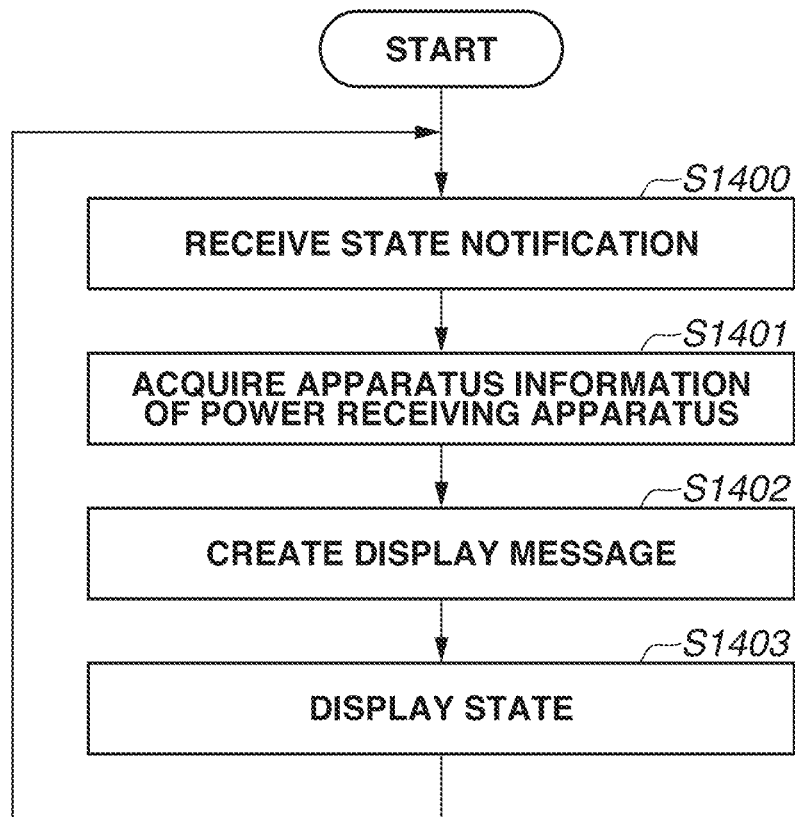 START
S1400
RECEIVE STATE NOTIFICATION
S1401
ACQUIRE APPARATUS INFORMATION
OF POWER RECEIVING APPARATUS
S1402
CREATE DISPLAY MESSAGE
S1403
DISPLAY STATE